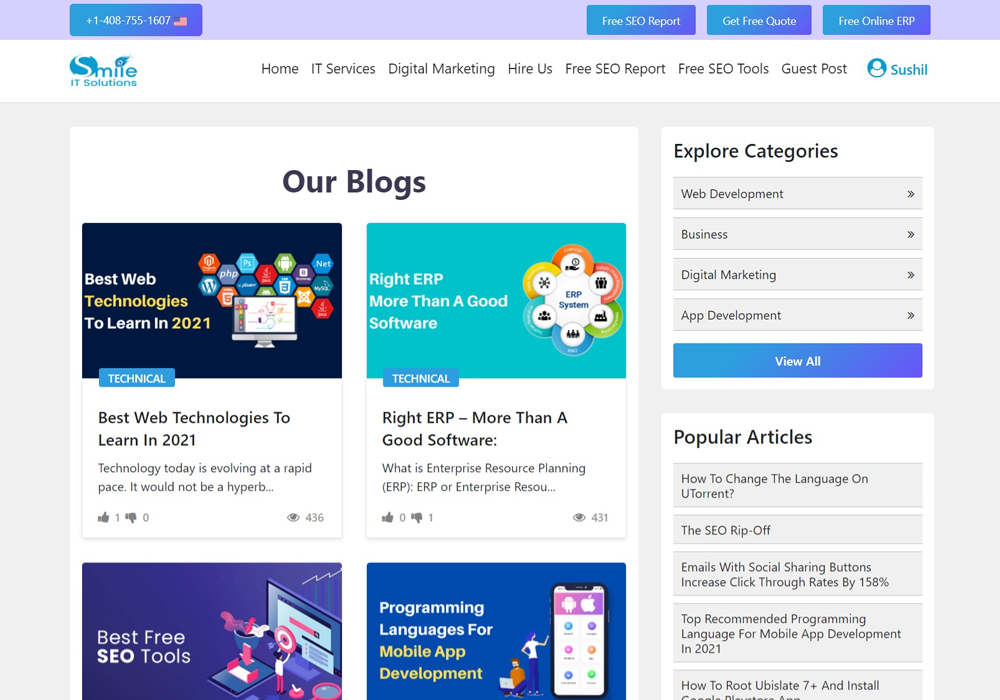 +1-408-755-1607
Free SEO Report
Get Free Quote
Free Online ERP
Smile
IT Solutions
Home
IT Services
Digital Marketing
Hire Us
Free SEO Report
Free SEO Tools
Guest Post
Sushil
Our Blogs
Best Web
Technologies
To Learn In 2021
php
Ps
Net
MySQL
TECHNICAL
Best Web Technologies To
Learn In 2021
Technology today is evolving at a rapid
pace. It would not be a hyperb...
1
0
436
Right ERP
More Than A Good
Software
ERP
System
TECHNICAL
Right ERP – More Than A
Good Software:
What is Enterprise Resource Planning
(ERP): ERP or Enterprise Resou...
0
1
431
Best Free
SEO Tools
Programming
Languages For
Mobile App
Development
Explore Categories
Web Development »
Business »
Digital Marketing »
App Development »
View All
Popular Articles
How To Change The Language On
UTorrent?
The SEO Rip-Off
Emails With Social Sharing Buttons
Increase Click Through Rates By 158%
Top Recommended Programming
Language For Mobile App Development
In 2021
How To Root Ubislate 7+ And Install
Google Playstore App